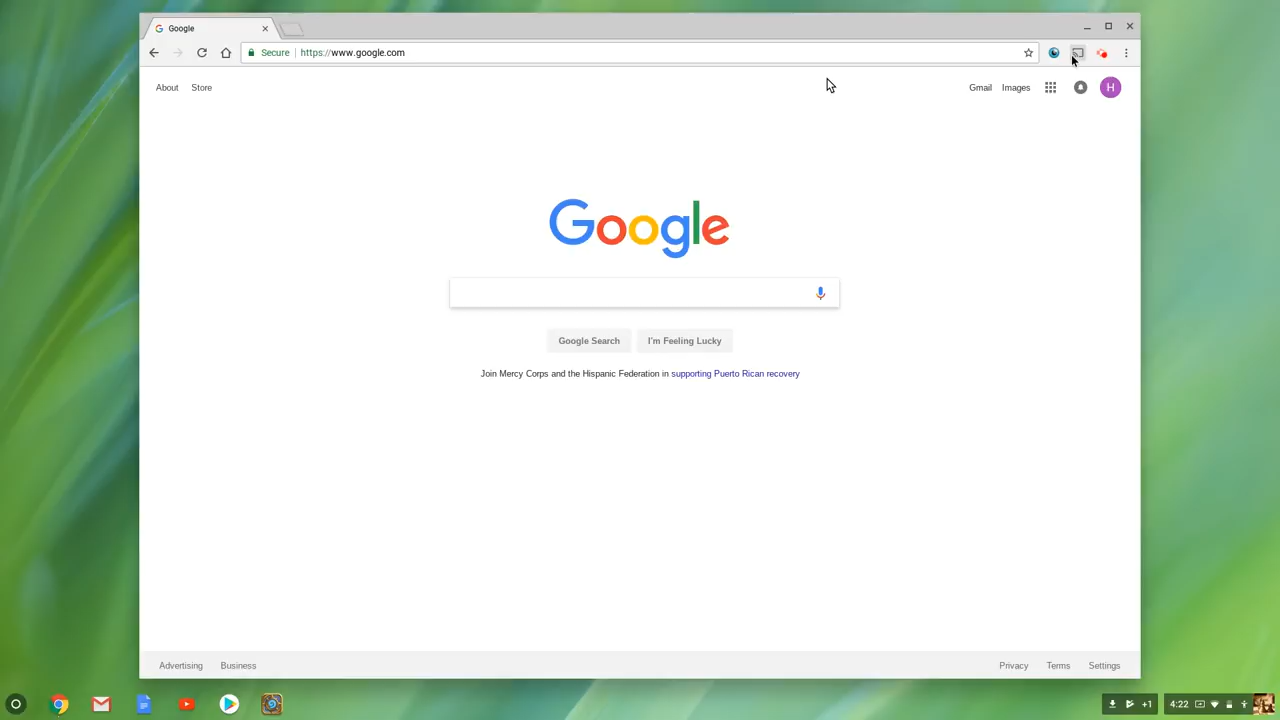 Google
Secure https://www.google.com
About Store Gmail Images H
Google
Google Search I'm Feeling Lucky
Join Mercy Corps and the Hispanic Federation in supporting Puerto Rican recovery
Advertising Business Privacy Terms Settings
+1 4:22